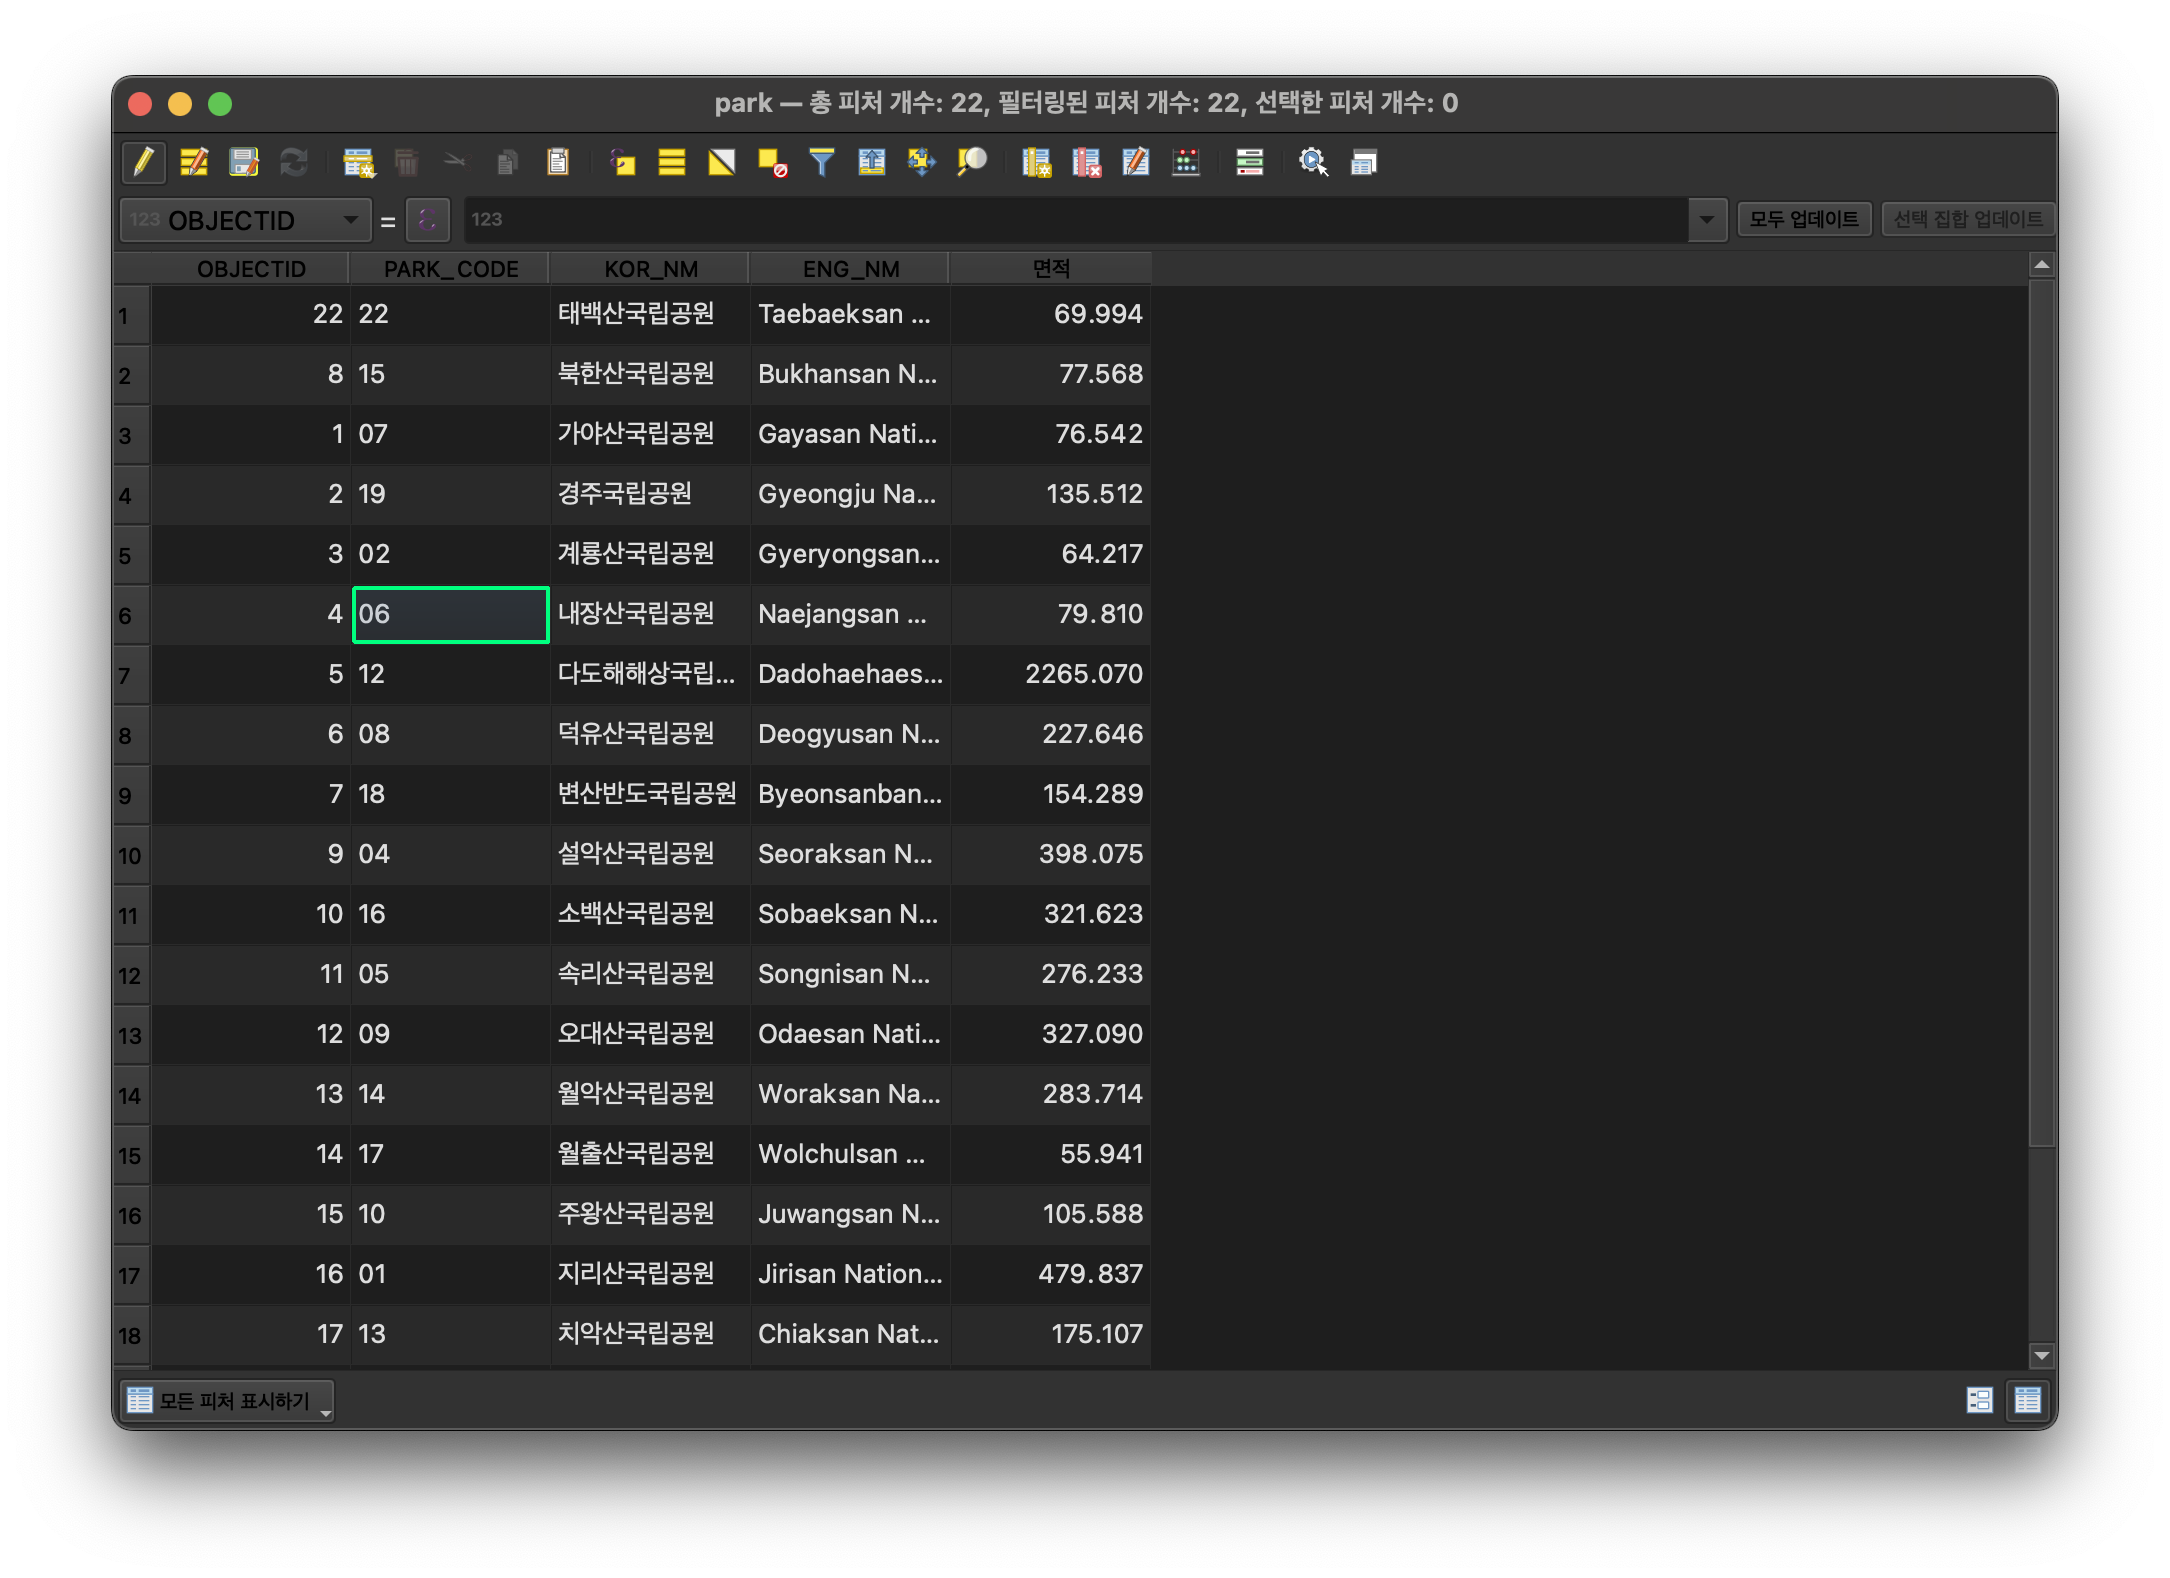 park — 총 피처 개수: 22, 필터링된 피처 개수: 22, 선택한 피처 개수: 0
123 OBJECTID = ε 123 모두 업데이트 선택 집합 업데이트
OBJECTID PARK_CODE KOR_NM ENG_NM 면적
1 22 22 태백산국립공원 Taebaeksan ... 69.994
2 8 15 북한산국립공원 Bukhansan N... 77.568
3 1 07 가야산국립공원 Gayasan Nati... 76.542
4 2 19 경주국립공원 Gyeongju Na... 135.512
5 3 02 계룡산국립공원 Gyeryongsan... 64.217
6 4 06 내장산국립공원 Naejangsan ... 79.810
7 5 12 다도해해상국립... Dadohaehaes... 2265.070
8 6 08 덕유산국립공원 Deogyusan N... 227.646
9 7 18 변산반도국립공원 Byeonsanban... 154.289
10 9 04 설악산국립공원 Seoraksan N... 398.075
11 10 16 소백산국립공원 Sobaeksan N... 321.623
12 11 05 속리산국립공원 Songnisan N... 276.233
13 12 09 오대산국립공원 Odaesan Nati... 327.090
14 13 14 월악산국립공원 Woraksan Na... 283.714
15 14 17 월출산국립공원 Wolchulsan ... 55.941
16 15 10 주왕산국립공원 Juwangsan N... 105.588
17 16 01 지리산국립공원 Jirisan Nation... 479.837
18 17 13 치악산국립공원 Chiaksan Nat... 175.107
모든 피처 표시하기